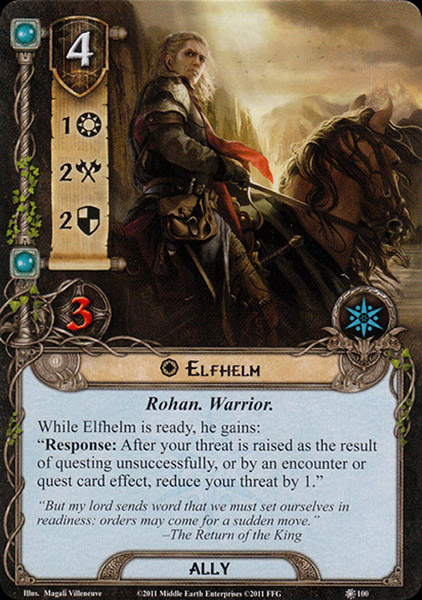 4
1
2
2
3
Elfhelm
Rohan. Warrior.
While Elfhelm is ready, he gains:
“Response: After your threat is raised as the result
of questing unsuccessfully, or by an encounter or
quest card effect, reduce your threat by 1.”
“But my lord sends word that we must set ourselves in
readiness: orders may come for a sudden move.”
–The Return of the King
ALLY
Illus. Magali Villeneuve ©2011 Middle Earth Enterprises ©2011 FFG 100